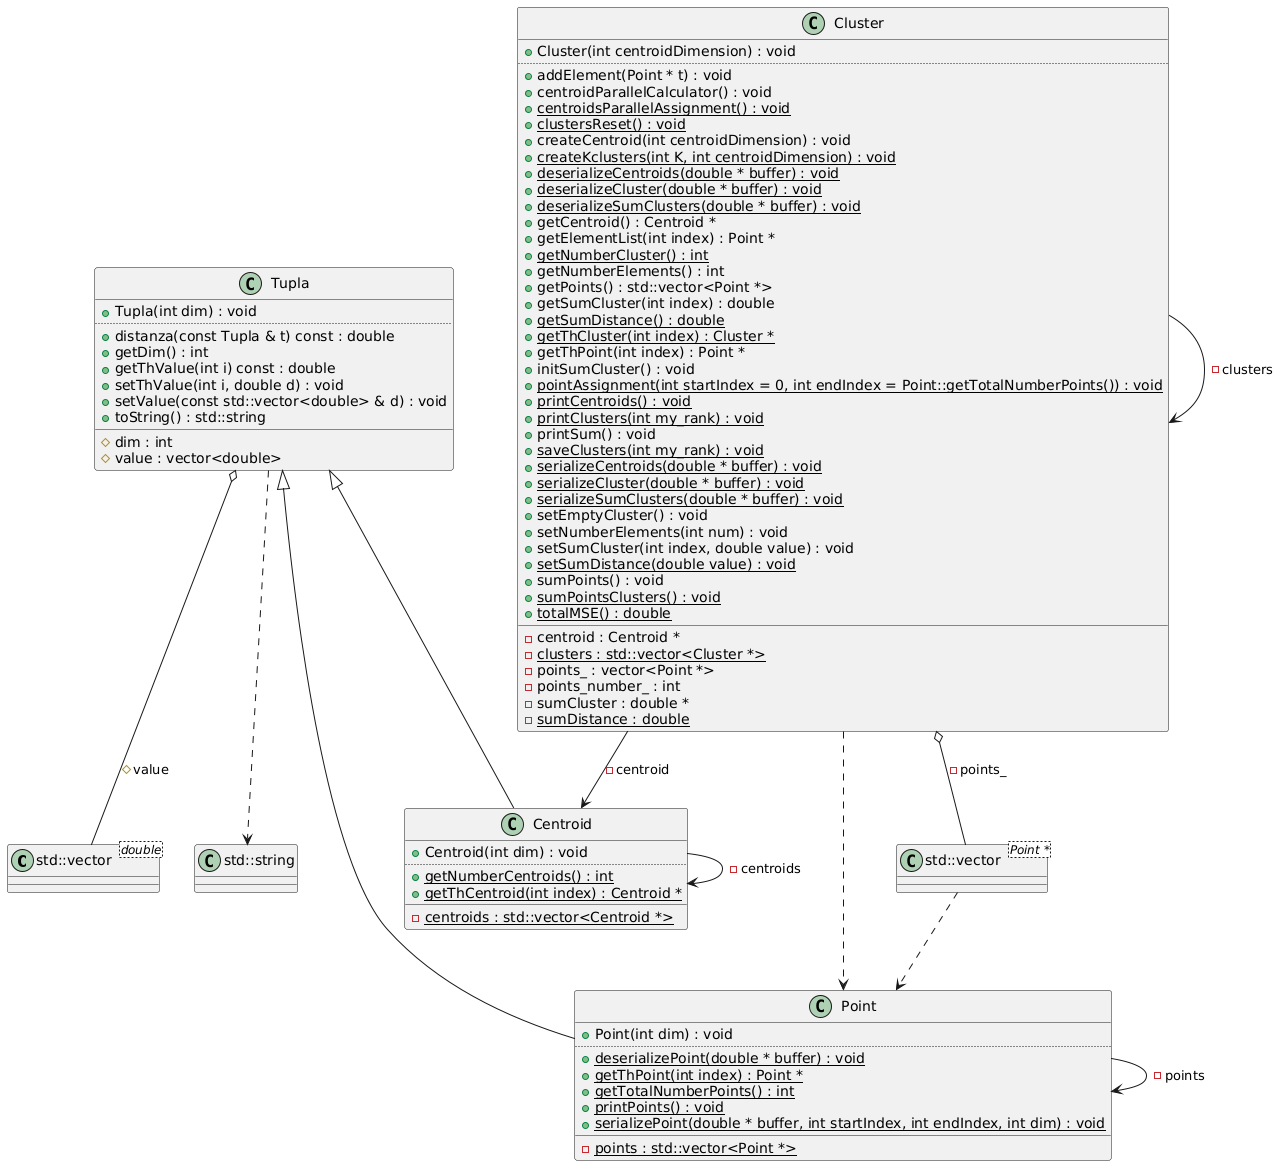 C Cluster
Cluster(int centroidDimension) : void
addElement(Point * t) : void
centroidParallelCalculator() : void
centroidsParallelAssignment() : void
clustersReset() : void
createCentroid(int centroidDimension) : void
createKclusters(int K, int centroidDimension) : void
deserializeCentroids(double * buffer) : void
deserializeCluster(double * buffer) : void
deserializeSumClusters(double * buffer) : void
getCentroid() : Centroid *
getElementList(int index) : Point *
getNumberCluster() : int
getNumberElements() : int
getPoints() : std::vector<Point *>
getSumCluster(int index) : double
getSumDistance() : double
getThCluster(int index) : Cluster *
getThPoint(int index) : Point *
initSumCluster() : void
pointAssignment(int startIndex = 0, int endIndex = Point::getTotalNumberPoints()) : void
printCentroids() : void
printClusters(int my_rank) : void
printSum() : void
saveClusters(int my_rank) : void
serializeCentroids(double * buffer) : void
serializeCluster(double * buffer) : void
serializeSumClusters(double * buffer) : void
setEmptyCluster() : void
setNumberElements(int num) : void
setSumCluster(int index, double value) : void
setSumDistance(double value) : void
sumPoints() : void
sumPointsClusters() : void
totalMSE() : double
centroid : Centroid *
clusters : std::vector<Cluster *>
points_ : vector<Point *>
points_number_ : int
sumCluster : double *
sumDistance : double
clusters
C Tupla
Tupla(int dim) : void
distanza(const Tupla & t) const : double
getDim() : int
getThValue(int i) const : double
setThValue(int i, double d) : void
setValue(const std::vector<double> & d) : void
toString() : std::string
dim : int
value : vector<double>
value
centroid
points_
C std::vector
double
C std::string
C Centroid
Centroid(int dim) : void
getNumberCentroids() : int
getThCentroid(int index) : Centroid *
centroids : std::vector<Centroid *>
centroids
C std::vector
Point *
C Point
Point(int dim) : void
deserializePoint(double * buffer) : void
getThPoint(int index) : Point *
getTotalNumberPoints() : int
printPoints() : void
serializePoint(double * buffer, int startIndex, int endIndex, int dim) : void
points : std::vector<Point *>
points